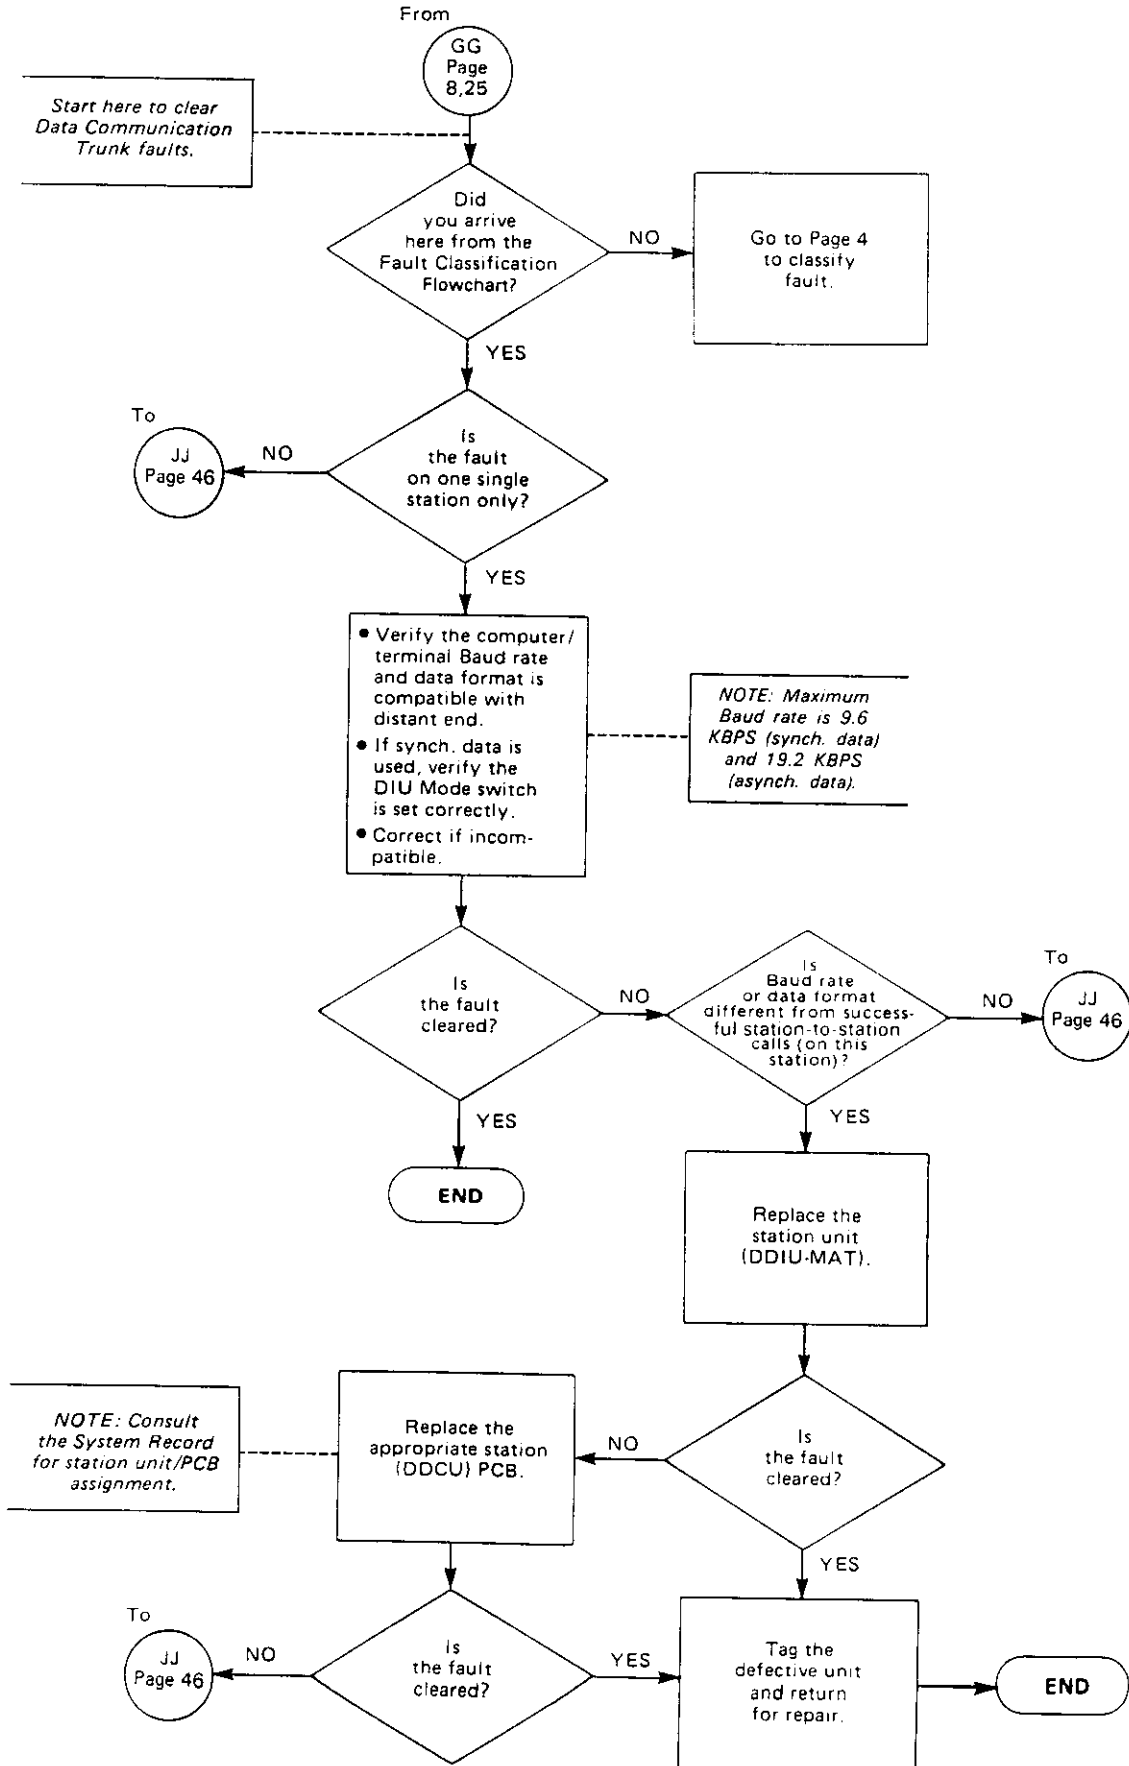 From
GG
Page
8,25
Start here to clear
Data Communication
Trunk faults.
Did
you arrive
here from the
Fault Classification
Flowchart?
NO
Go to Page 4
to classify
fault.
YES
To
JJ
Page 46
NO
Is
the fault
on one single
station only?
YES
• Verify the computer/
terminal Baud rate
and data format is
compatible with
distant end.
• If synch. data is
used, verify the
DIU Mode switch
is set correctly.
• Correct if incom-
patible.
NOTE: Maximum
Baud rate is 9.6
KBPS (synch. data)
and 19.2 KBPS
(asynch. data).
Is
the fault
cleared?
NO
Is
Baud rate
or data format
different from success-
ful station-to-station
calls (on this
station)?
NO
To
JJ
Page 46
YES
END
YES
Replace the
station unit
(DDIU-MAT).
NOTE: Consult
the System Record
for station unit/PCB
assignment.
Replace the
appropriate station
(DDCU) PCB.
NO
Is
the fault
cleared?
YES
To
JJ
Page 46
NO
Is
the fault
cleared?
YES
Tag the
defective unit
and return
for repair.
END